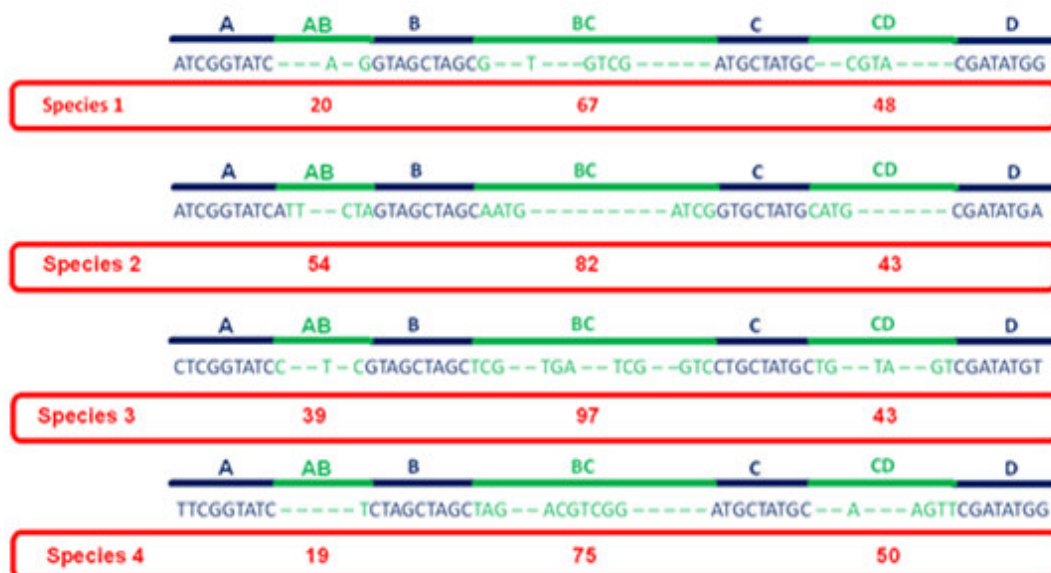 A AB B BC C CD D
ATCGGTATC---A-GGTAGCTAGCG--T---GTCG-----ATGCTATGC--CGTA----CGATATGG
Species 1 20 67 48
A AB B BC C CD D
ATCGGTATCATT--CTAGTAGCTAGCAATG---------ATCGGTGCTATGCATG------CGATATGA
Species 2 54 82 43
A AB B BC C CD D
CTCGGTATCC--T-CGTAGCTAGCTCG--TGA--TCG--GTCCTGCTATGCTG--TA--GTCGATATGT
Species 3 39 97 43
A AB B BC C CD D
TTCGGTATC-----TCTAGCTAGCTAG--ACGTCGG-----ATGCTATGC--A---AGTTCGATATGG
Species 4 19 75 50